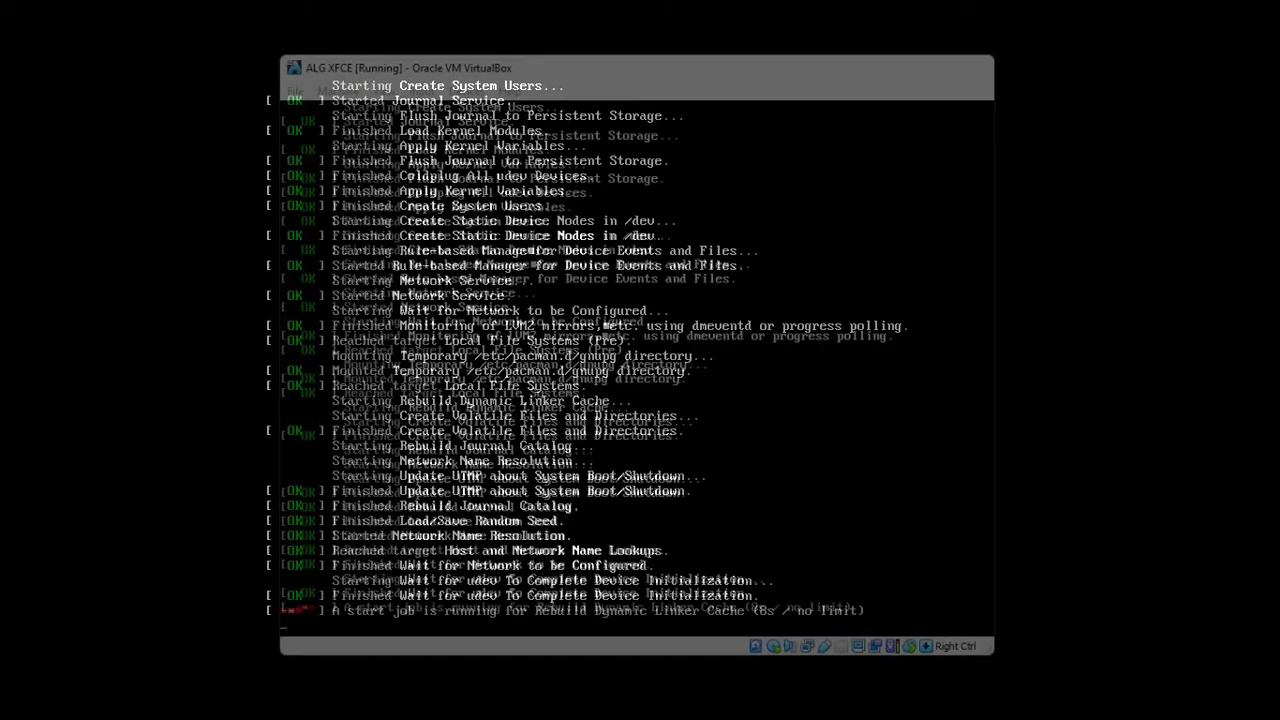 ALG XFCE [Running] - Oracle VM VirtualBox
Starting Create System Users...
[ OK ] Started Journal Service.
Starting Flush Journal to Persistent Storage...
[ OK ] Finished Load Kernel Modules.
Starting Apply Kernel Variables...
[ OK ] Finished Flush Journal to Persistent Storage.
[ OK ] Finished Coldplug All udev Devices.
[ OK ] Finished Apply Kernel Variables.
[ OK ] Finished Create System Users.
Starting Create Static Device Nodes in /dev...
[ OK ] Finished Create Static Device Nodes in /dev.
Starting Rule-based Manage for Device Events and Files...
[ OK ] Started Rule-based Manager for Device Events and Files.
Starting Network Service...
[ OK ] Started Network Service.
Starting Wait for Network to be Configured...
[ OK ] Finished Monitoring of LVM2 mirrors, etc. using dmeventd or progress polling.
[ OK ] Reached target Local File Systems (Pre).
Mounting Temporary /etc/pacman.d/gnupg directory...
[ OK ] Mounted Temporary /etc/pacman.d/gnupg directory.
[ OK ] Reached target Local File Systems.
Starting Rebuild Dynamic Linker Cache...
Starting Create Volatile Files and Directories...
[ OK ] Finished Create Volatile Files and Directories.
Starting Rebuild Journal Catalog...
Starting Network Name Resolution...
Starting Update UTMP about System Boot/Shutdown...
[ OK ] Finished Update UTMP about System Boot/Shutdown.
[ OK ] Finished Rebuild Journal Catalog.
[ OK ] Finished Load/Save Random Seed.
[ OK ] Started Network Name Resolution.
[ OK ] Reached target Host and Network Name Lookups.
[ OK ] Finished Wait for Network to be Configured.
Starting Wait for udev To Complete Device Initialization...
[ OK ] Finished Wait for udev To Complete Device Initialization.
[ * ] A start job is running for Rebuild Dynamic Linker Cache (8s / no limit)
Right Ctrl